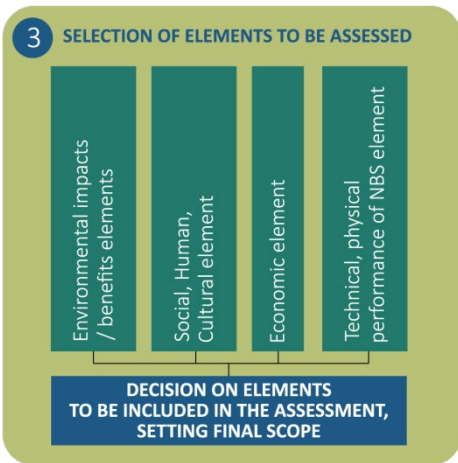 3
SELECTION OF ELEMENTS TO BE ASSESSED
Environmental impacts
/ benefits elements
Social, Human,
Cultural element
Economic element
Technical, physical
performance of NBS element
DECISION ON ELEMENTS
TO BE INCLUDED IN THE ASSESSMENT,
SETTING FINAL SCOPE